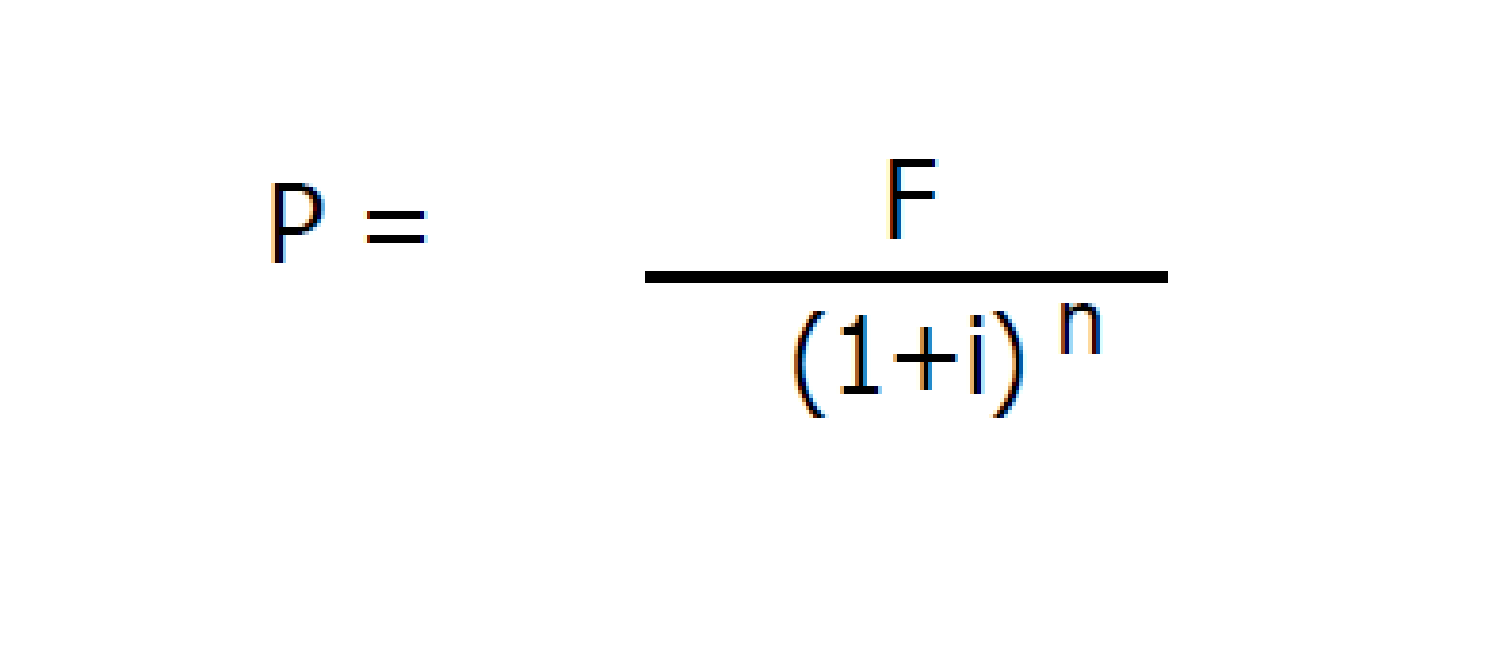 P = F
(1+i) n